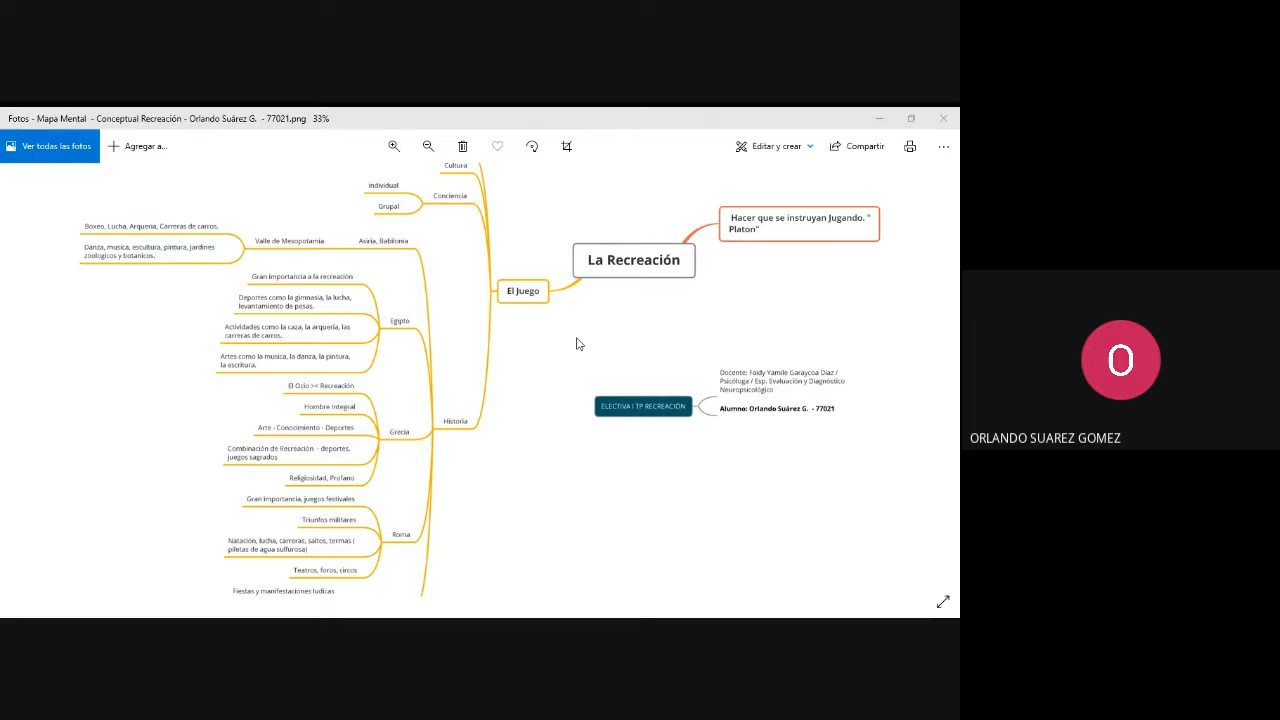 Fotos - Mapa Mental - Conceptual Recreación - Orlando Suárez G. - 77021.png 33%
Ver todas las fotos
Agregar a...
Editar y crear
Compartir
Cultura
Individual
Conciencia
Grupal
Boxeo, Lucha, Arqueria, Carreras de carros.
Danza, musica, escultura, pintura, jardines
zoologicos y botanicos.
Valle de Mesopotamia
Asiria, Babilonia
Gran importancia a la recreación
Deportes como la gimnasia, la lucha,
levantamiento de pesas.
Egipto
Actividades como la caza, la arquería, las
carreras de carros.
Artes como la musica, la danza, la pintura,
la escritura.
El Ocio >< Recreación
Hombre Integral
Arte - Conocimiento - Deportes
Grecia
Combinación de Recreación - deportes,
juegos sagrados
Religiosidad, Profano
Historia
Gran importancia, juegos festivales
Triunfos militares
Roma
Natación, lucha, carreras, saltos, termas (
piletas de agua sulfurosa)
Teatros, foros, circos
Fiestas y manifestaciones ludicas
El Juego
La Recreación
Hacer que se instruyan Jugando. "
Platon"
ELECTIVA I TP RECREACIÓN
Docente: Faidy Yamile Garaycoa Diaz /
Psicóloga / Esp. Evaluación y Diagnóstico
Neuropsicológico
Alumno: Orlando Suárez G. - 77021
O
ORLANDO SUAREZ GOMEZ